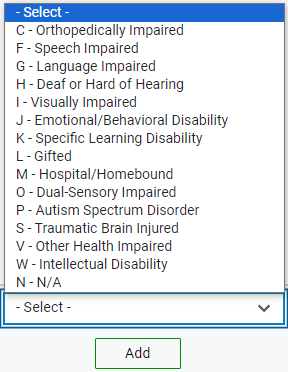 - Select -
C - Orthopedically Impaired
F - Speech Impaired
G - Language Impaired
H - Deaf or Hard of Hearing
I - Visually Impaired
J - Emotional/Behavioral Disability
K - Specific Learning Disability
L - Gifted
M - Hospital/Homebound
O - Dual-Sensory Impaired
P - Autism Spectrum Disorder
S - Traumatic Brain Injured
V - Other Health Impaired
W - Intellectual Disability
N - N/A
- Select -
Add